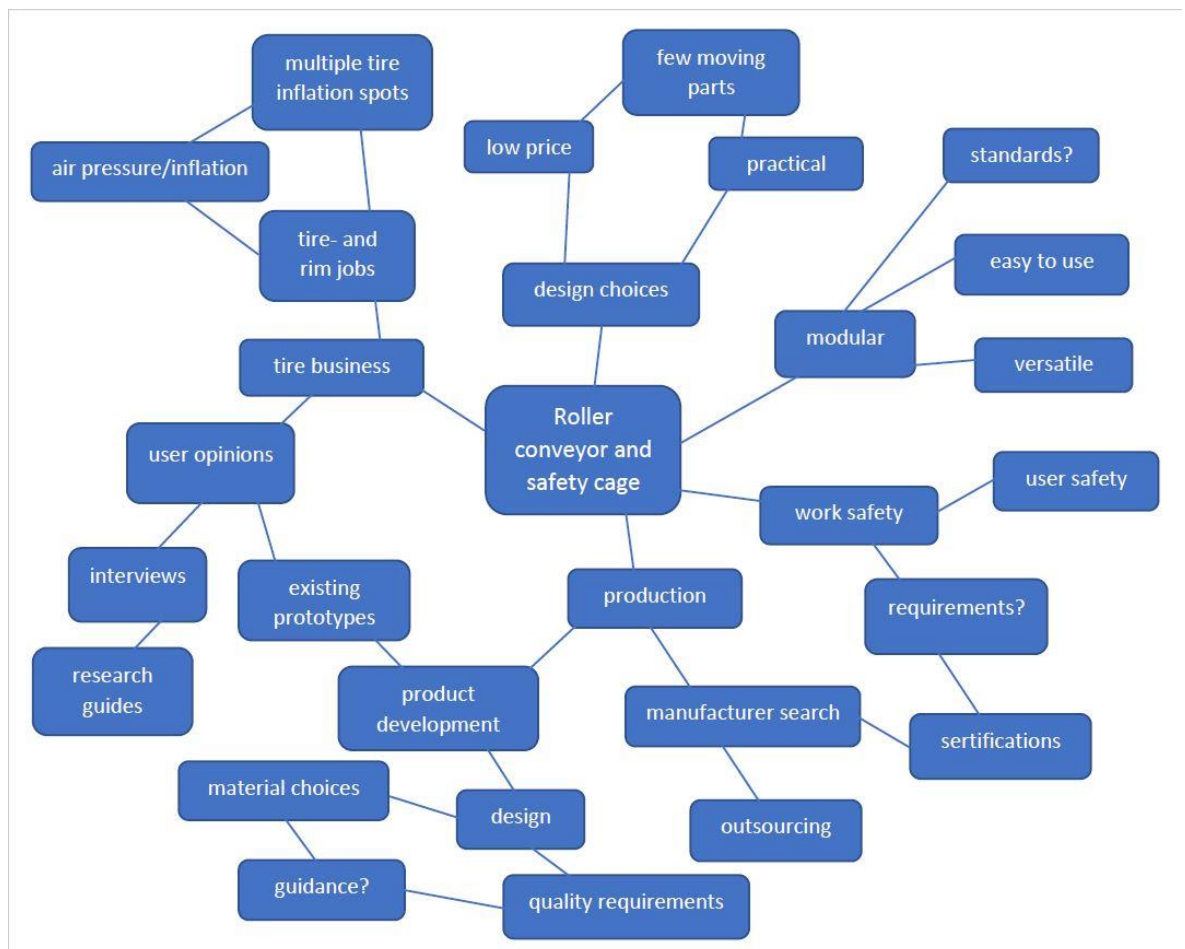 multiple tire
inflation spots
few moving
parts
low price
standards?
air pressure/inflation
practical
tire- and
rim jobs
easy to use
design choices
modular
tire business
versatile
Roller
conveyor and
safety cage
user opinions
user safety
work safety
interviews
existing
prototypes
production
requirements?
research
guides
product
development
manufacturer search
sertifications
material choices
design
outsourcing
guidance?
quality requirements